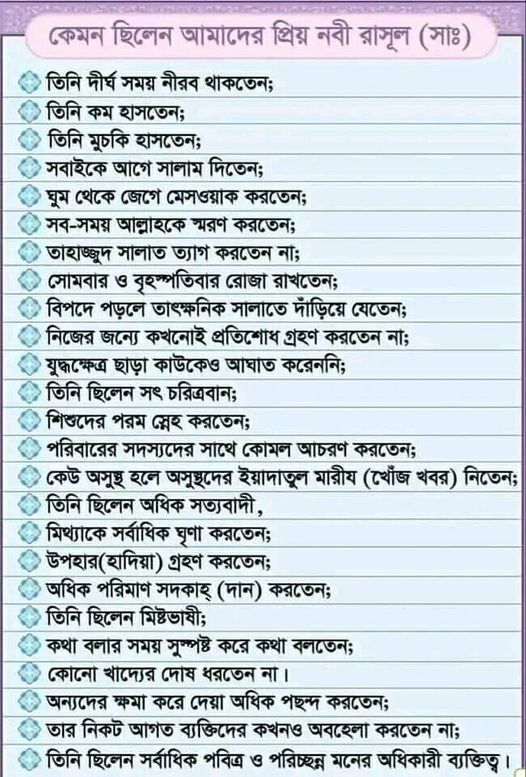 কেমন ছিলেন আমাদের প্রিয় নবী রাসূল (সাঃ)
তিনি দীর্ঘ সময় নীরব থাকতেন;
তিনি কম হাসতেন;
তিনি মুচকি হাসতেন;
সবাইকে আগে সালাম দিতেন;
ঘুম থেকে জেগে মেসওয়াক করতেন;
সব-সময় আল্লাহকে স্মরণ করতেন;
তাহাজ্জুদ সালাত ত্যাগ করতেন না;
সোমবার ও বৃহস্পতিবার রোজা রাখতেন;
বিপদে পড়লে তাৎক্ষনিক সালাতে দাঁড়িয়ে যেতেন;
নিজের জন্যে কখনোই প্রতিশোধ গ্রহণ করতেন না;
যুদ্ধক্ষেত্র ছাড়া কাউকেও আঘাত করেননি;
তিনি ছিলেন সৎ চরিত্রবান;
শিশুদের পরম স্নেহ করতেন;
পরিবারের সদস্যদের সাথে কোমল আচরণ করতেন;
কেউ অসুস্থ হলে অসুস্থদের ইয়াদাতুল মারীয (খোঁজ খবর) নিতেন;
তিনি ছিলেন অধিক সত্যবাদী,
মিথ্যাকে সর্বাধিক ঘৃণা করতেন;
উপহার(হাদিয়া) গ্রহণ করতেন;
অধিক পরিমাণ সদকাহ্ (দান) করতেন;
তিনি ছিলেন মিষ্টভাষী;
কথা বলার সময় সুস্পষ্ট করে কথা বলতেন;
কোনো খাদ্যের দোষ ধরতেন না।
অন্যদের ক্ষমা করে দেয়া অধিক পছন্দ করতেন;
তার নিকট আগত ব্যক্তিদের কখনও অবহেলা করতেন না;
তিনি ছিলেন সর্বাধিক পবিত্র ও পরিচ্ছন্ন মনের অধিকারী ব্যক্তিত্ব।